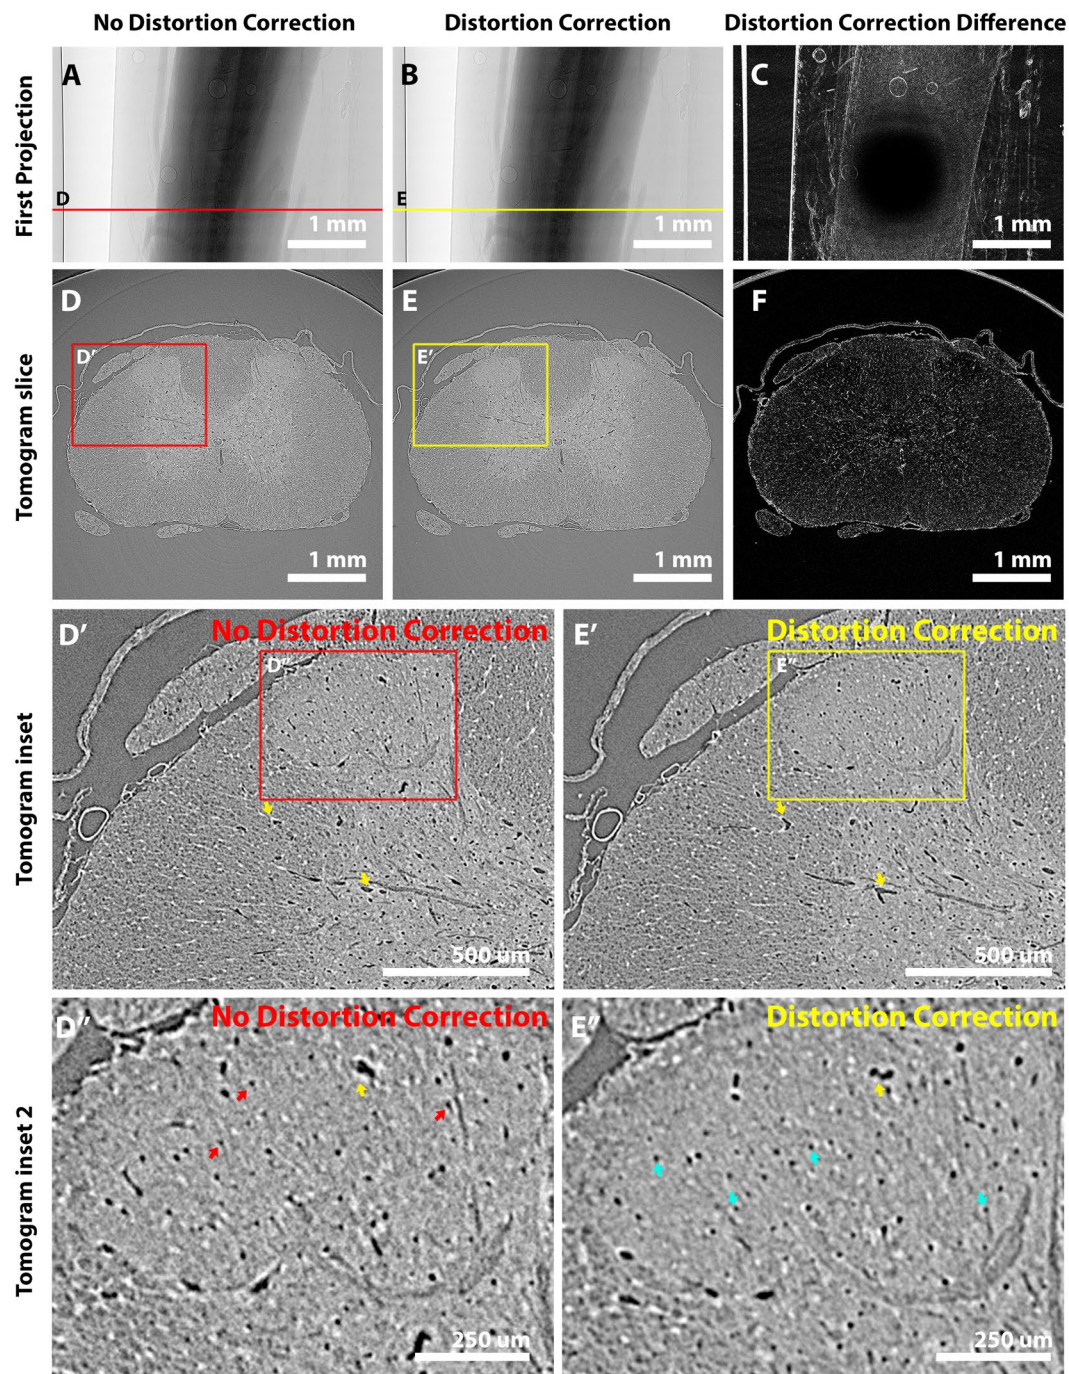 No Distortion Correction
Distortion Correction
Distortion Correction Difference
First Projection
A
D
1 mm
B
E
1 mm
C
1 mm
Tomogram slice
D
D'
1 mm
E
E'
1 mm
F
1 mm
Tomogram inset
D'
No Distortion Correction
D"
500 um
E'
Distortion Correction
E"
500 um
Tomogram inset 2
D"
No Distortion Correction
250 um
E"
Distortion Correction
250 um